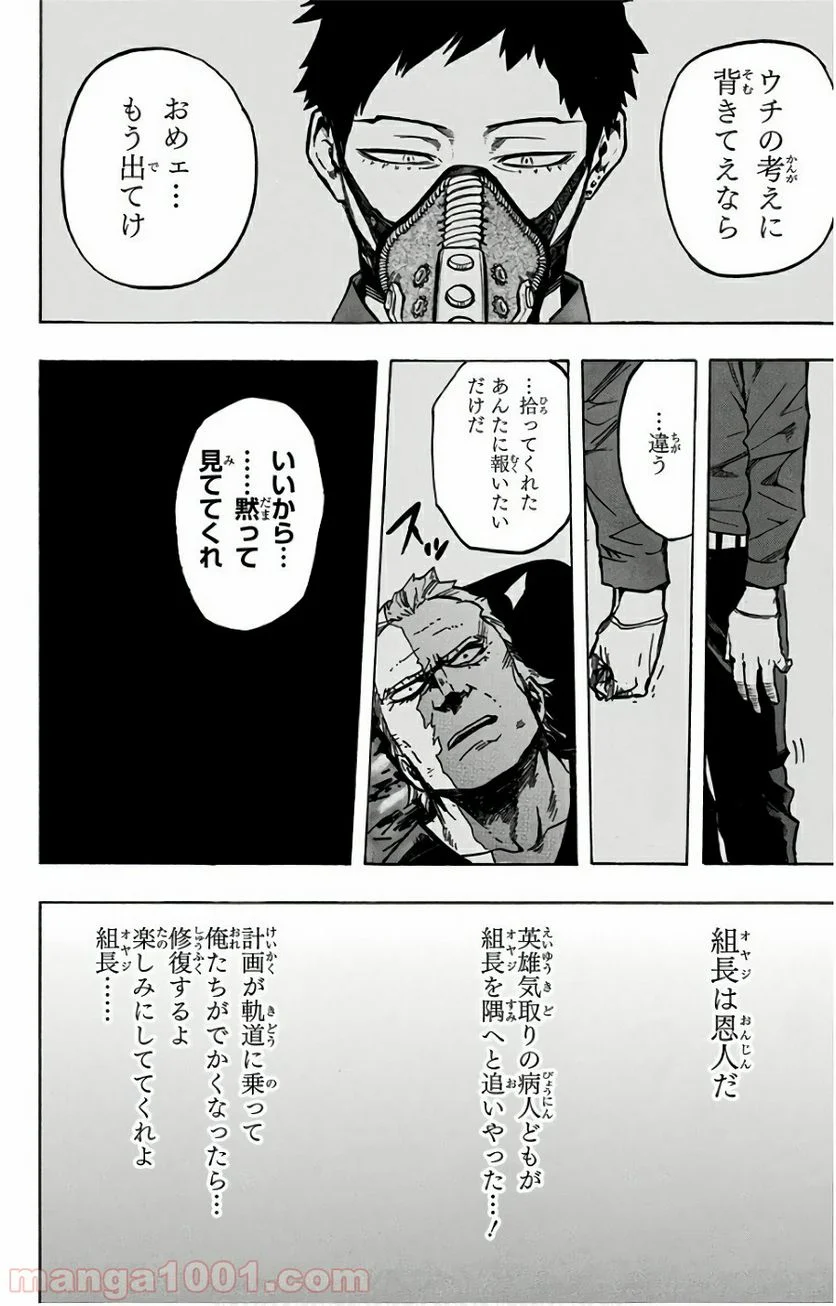 ウチの考えに
背きてえなら
おめェ…
もう出てけ
…違う
…拾ってくれた
あんたに報いたい
だけだ
ズッ
いいから…
……黙って
見ててくれ
組長は恩人だ
英雄気取りの病人どもが
組長を隅へと追いやった…！
計画が軌道に乗って
俺たちがでかくなったら…
修復するよ
楽しみにしててくれよ
組長……
manga1001.com